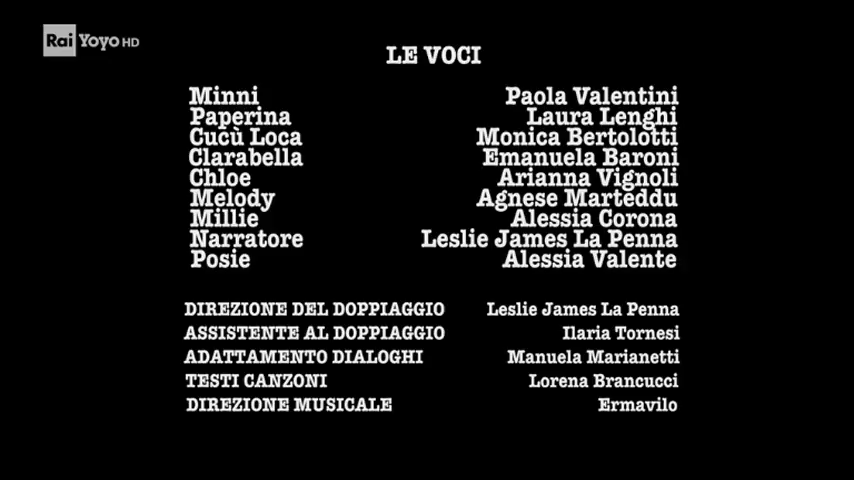 Rai Yoyo HD
LE VOCI
Minni Paola Valentini
Paperina Laura Lenghi
Cucù Loca Monica Bertolotti
Clarabella Emanuela Baroni
Chloe Arianna Vignoli
Melody Agnese Marteddu
Millie Alessia Corona
Narratore Leslie James La Penna
Posie Alessia Valente
DIREZIONE DEL DOPPIAGGIO Leslie James La Penna
ASSISTENTE AL DOPPIAGGIO Ilaria Tornesi
ADATTAMENTO DIALOGHI Manuela Marianetti
TESTI CANZONI Lorena Brancucci
DIREZIONE MUSICALE Ermavilo